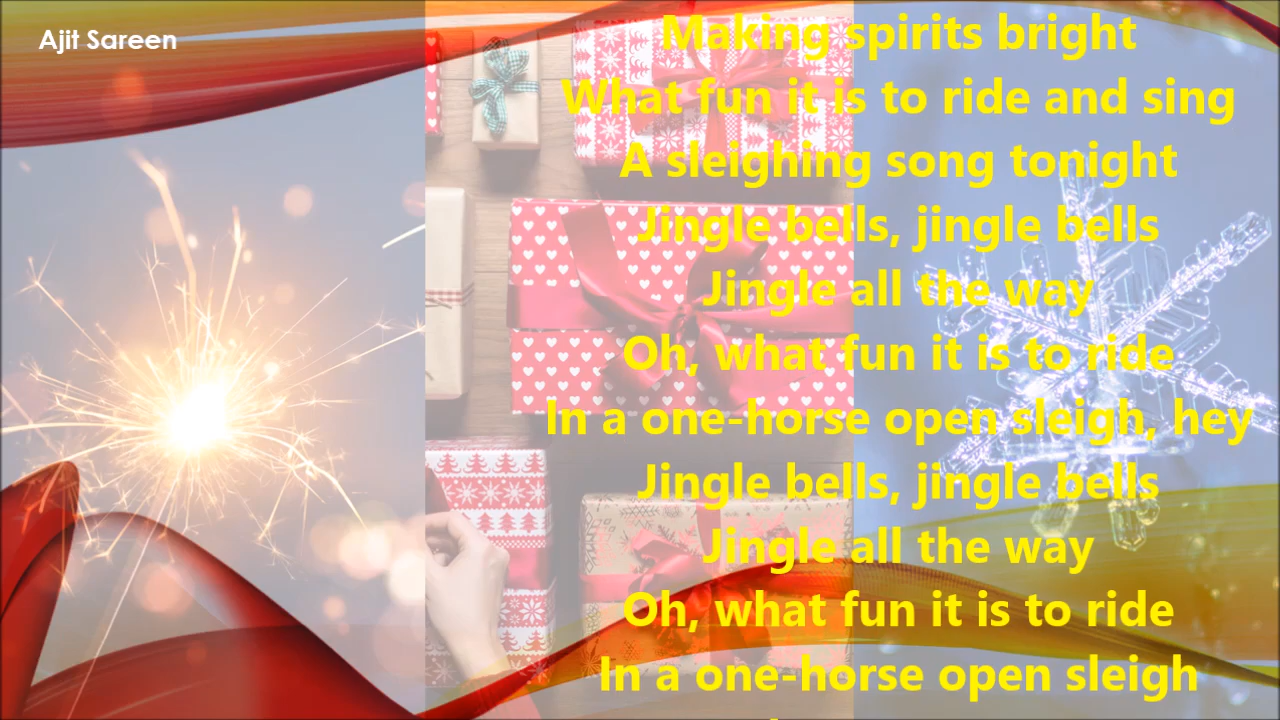 Ajit Sareen
Making spirits bright
What fun it is to ride and sing
A sleighing song tonight
Jingle bells, jingle bells
Jingle all the way
Oh, what fun it is to ride
In a one-horse open sleigh, hey
Jingle bells, jingle bells
Jingle all the way
Oh, what fun it is to ride
In a one-horse open sleigh